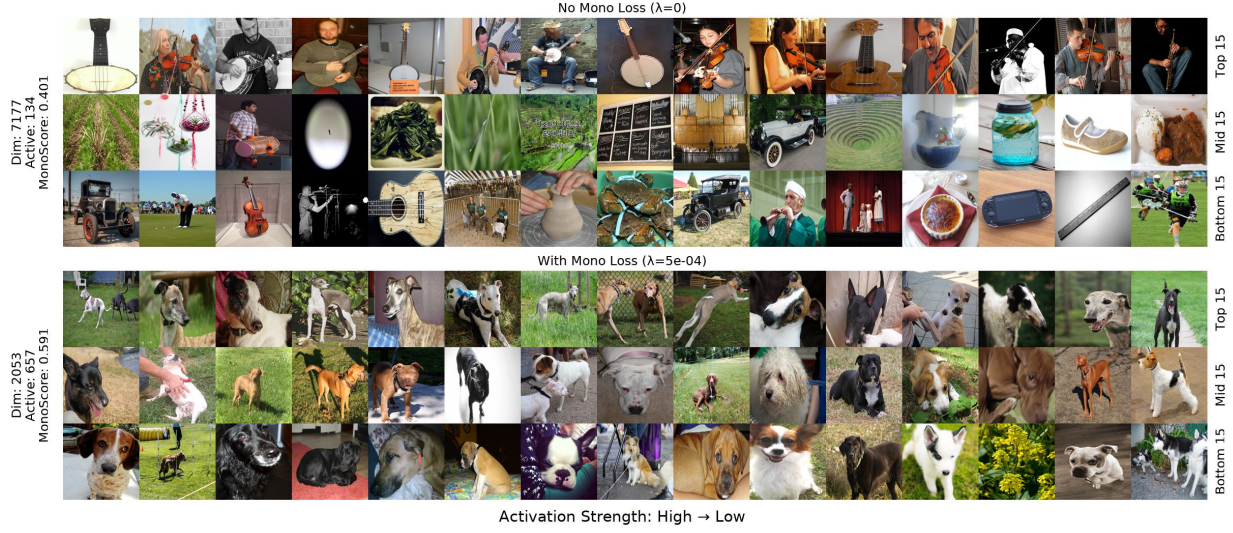 No Mono Loss (λ=0)
Dim: 7177
Active: 134
MonoScore: 0.401
Top 15
Mid 15
Bottom 15
With Mono Loss (λ=5e-04)
Dim: 2053
Active: 657
MonoScore: 0.591
Top 15
Mid 15
Bottom 15
Activation Strength: High → Low